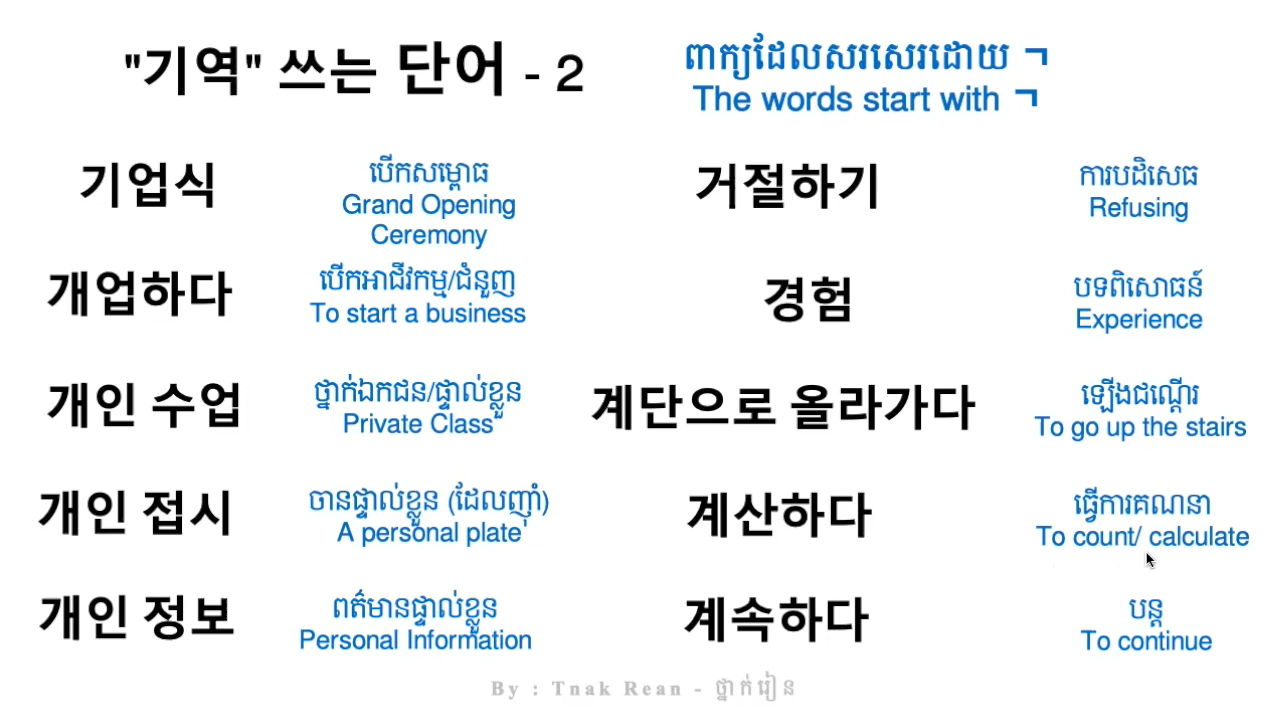 "기역" 쓰는 단어 - 2
ពាក្យដែលសរសេរដោយ ㄱ
The words start with ㄱ
기업식
បើកសម្ពោធ
Grand Opening
Ceremony
거절하기
ការបដិសេធ
Refusing
개업하다
បើកអាជីវកម្ម/ជំនួញ
To start a business
경험
បទពិសោធន៍
Experience
개인 수업
ថ្នាក់ឯកជន/ផ្ទាល់ខ្លួន
Private Class
계단으로 올라가다
ឡើងជណ្តើរ
To go up the stairs
개인 접시
ចានផ្ទាល់ខ្លួន (ដែលញ៉ាំ)
A personal plate
계산하다
ធ្វើការគណនា
To count/ calculate
개인 정보
ពត៌មានផ្ទាល់ខ្លួន
Personal Information
계속하다
បន្ត
To continue
By : Tnak Rean - ថ្នាក់រៀន